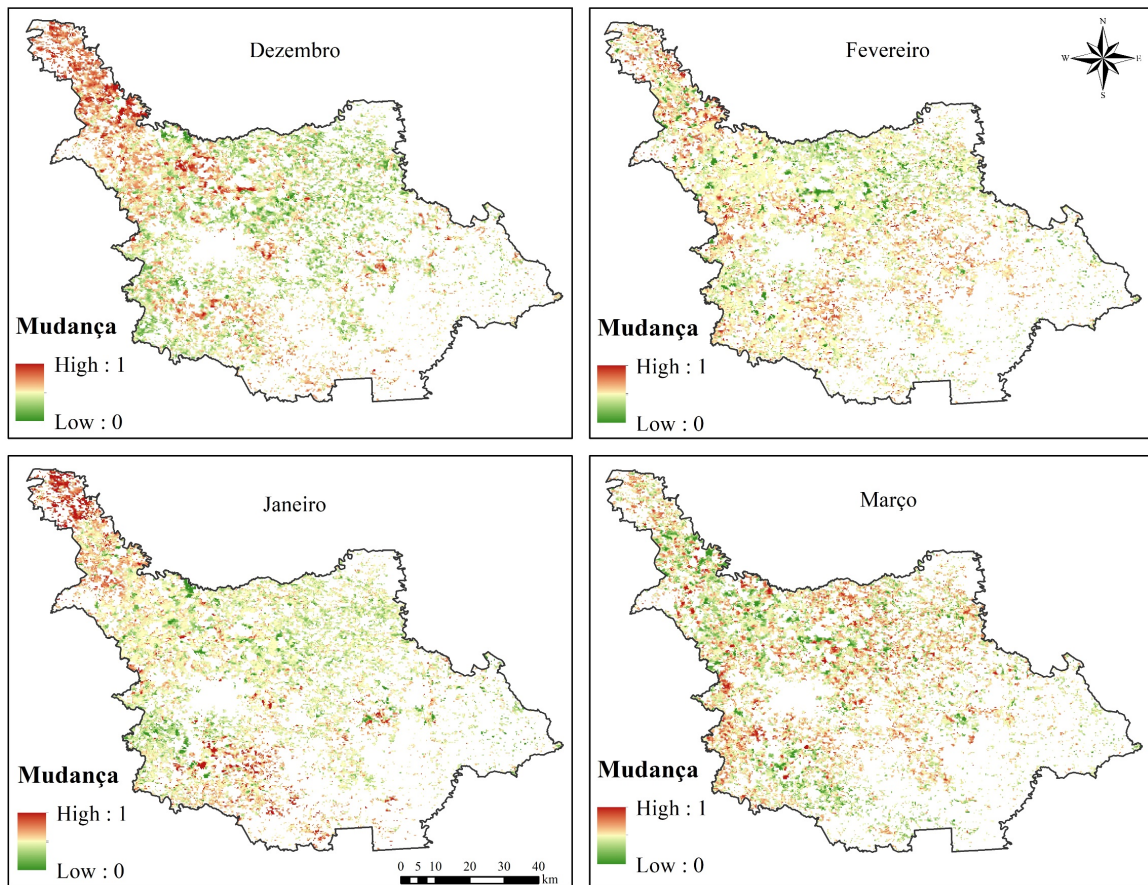 Dezembro
Mudança
High : 1
Low : 0
Fevereiro
N
W E
S
Mudança
High : 1
Low : 0
Janeiro
Mudança
High : 1
Low : 0
0 5 10 20 30 40
km
Março
Mudança
High : 1
Low : 0